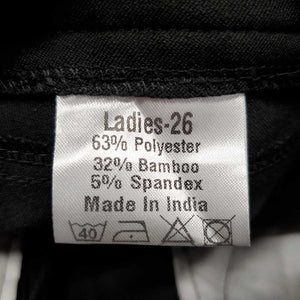 Ladies-26
63% Polyester
32% Bamboo
5% Spandex
Made In India
40